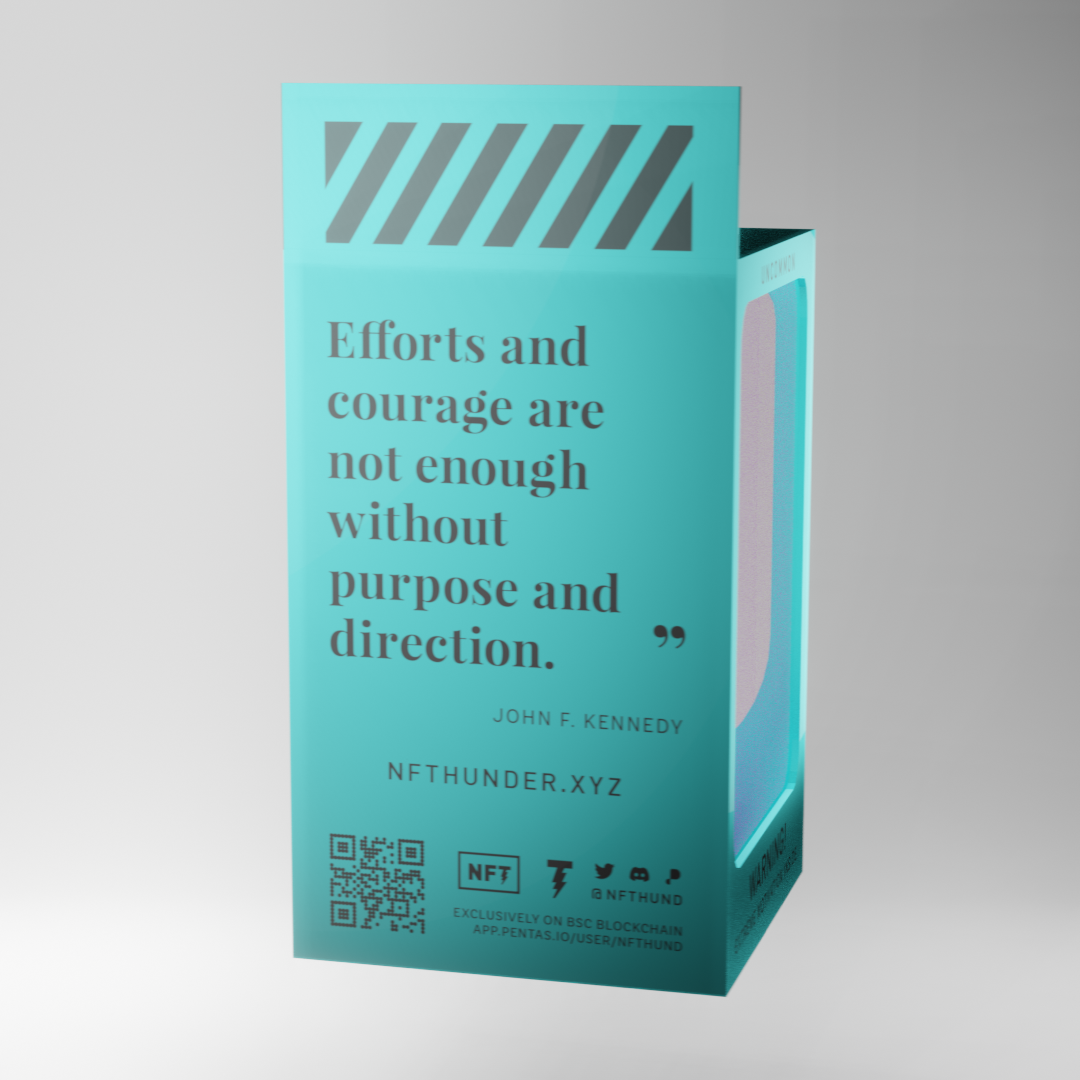 Efforts and
courage are
not enough
without
purpose and
direction.
”
JOHN F. KENNEDY
NFTHUNDER.XYZ
NFT
@NFTHUND
EXCLUSIVELY ON BSC BLOCKCHAIN
APP.PENTAS.IO/USER/NFTHUND
UNCOMMON
WARNING!